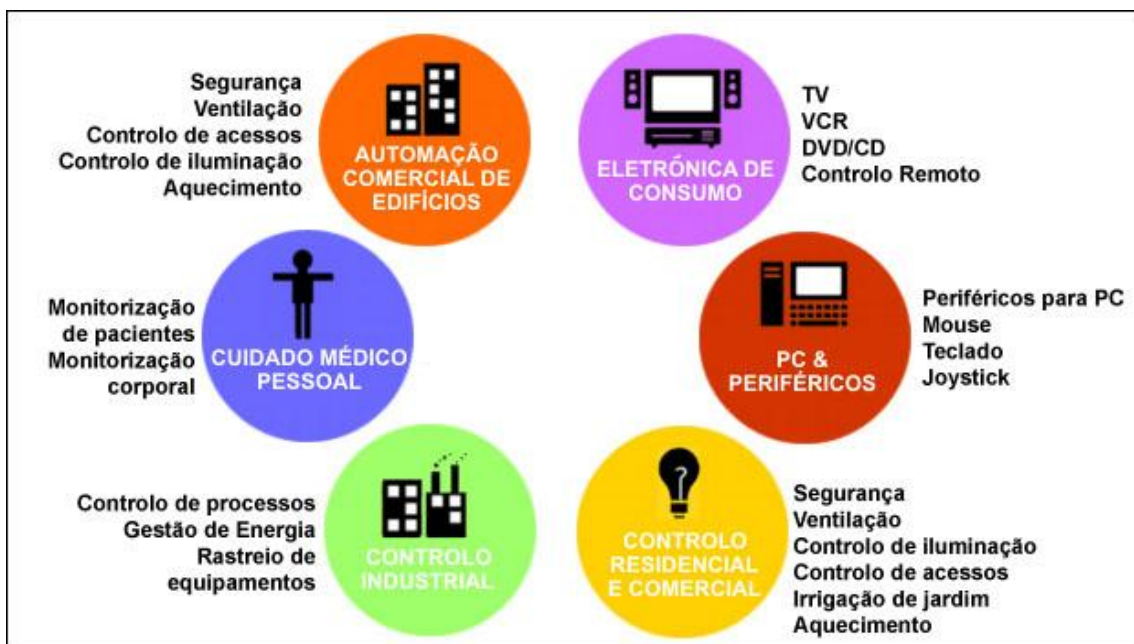 Segurança
Ventilação
Controlo de acessos
Controlo de iluminação
Aquecimento
AUTOMAÇÃO
COMERCIAL DE
EDIFÍCIOS
ELETRÓNICA DE
CONSUMO
TV
VCR
DVD/CD
Controlo Remoto
Monitorização
de pacientes
Monitorização
corporal
CUIDADO MÉDICO
PESSOAL
PC &
PERIFÉRICOS
Periféricos para PC
Mouse
Teclado
Joystick
Controlo de processos
Gestão de Energia
Rastreio de
equipamentos
CONTROLO
INDUSTRIAL
CONTROLO
RESIDENCIAL
E COMERCIAL
Segurança
Ventilação
Controlo de iluminação
Controlo de acessos
Irrigação de jardim
Aquecimento